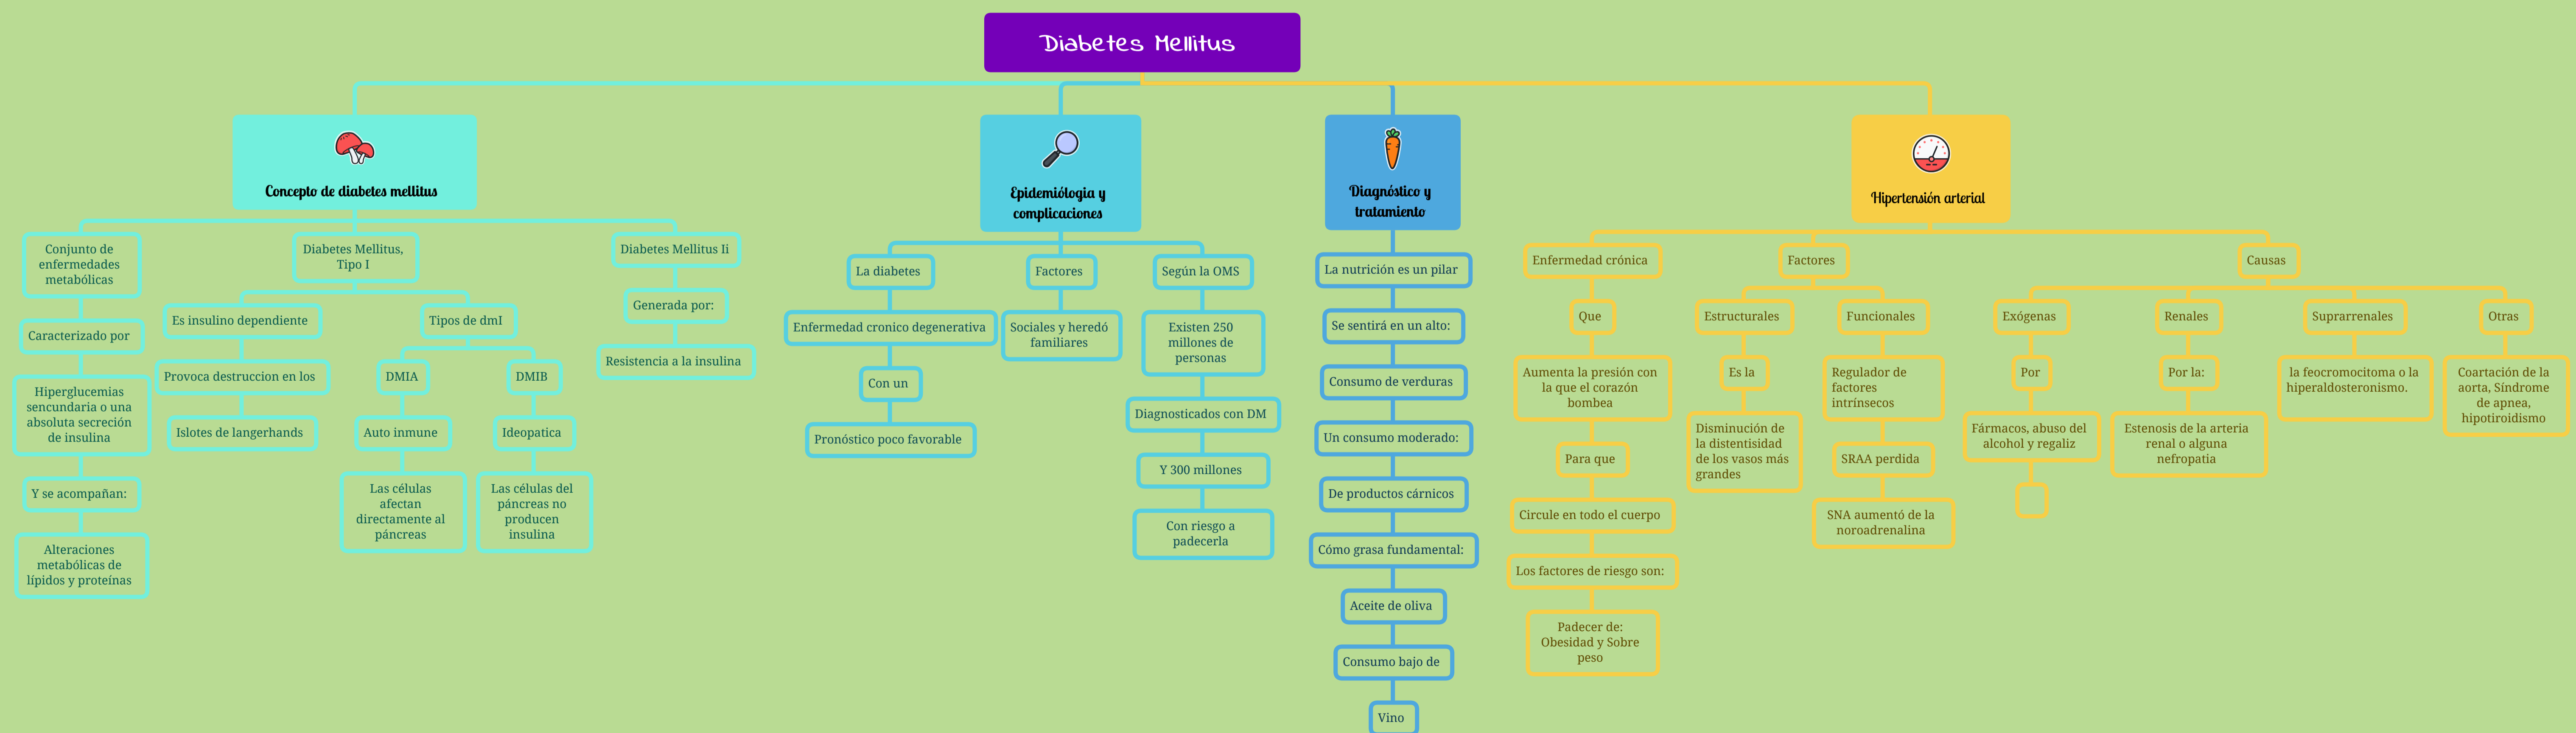 Diabetes Mellitus
Concepto de diabetes mellitus
Conjunto de
enfermedades
metabólicas
Caracterizado por
Hiperglucemias
sencundaria o una
absoluta secreción
de insulina
Y se acompañan:
Alteraciones
metabólicas de
lípidos y proteínas
Diabetes Mellitus,
Tipo I
Es insulino dependiente
Provoca destruccion en los
Islotes de langerhands
Tipos de dmI
DMIA
Auto inmune
Las células
afectan
directamente al
páncreas
DMIB
Ideopatica
Las células del
páncreas no
producen
insulina
Diabetes Mellitus Ii
Generada por:
Resistencia a la insulina
Epidemiólogia y
complicaciones
La diabetes
Enfermedad cronico degenerativa
Con un
Pronóstico poco favorable
Factores
Sociales y heredó
familiares
Según la OMS
Existen 250
millones de
personas
Diagnosticados con DM
Y 300 millones
Con riesgo a
padecerla
Diagnóstico y
tratamiento
La nutrición es un pilar
Se sentirá en un alto:
Consumo de verduras
Un consumo moderado:
De productos cárnicos
Cómo grasa fundamental:
Aceite de oliva
Consumo bajo de
Vino
Hipertensión arterial
Enfermedad crónica
Que
Aumenta la presión con
la que el corazón
bombea
Para que
Circule en todo el cuerpo
Los factores de riesgo son:
Padecer de:
Obesidad y Sobre
peso
Factores
Estructurales
Es la
Disminución de
la distentisidad
de los vasos más
grandes
Funcionales
Regulador de
factores
intrínsecos
SRAA perdida
SNA aumentó de la
noroadrenalina
Causas
Exógenas
Por
Fármacos, abuso del
alcohol y regaliz
Renales
Por la:
Estenosis de la arteria
renal o alguna
nefropatia
Suprarrenales
la feocromocitoma o la
hiperaldosteronismo.
Otras
Coartación de la
aorta, Síndrome
de apnea,
hipotiroidismo